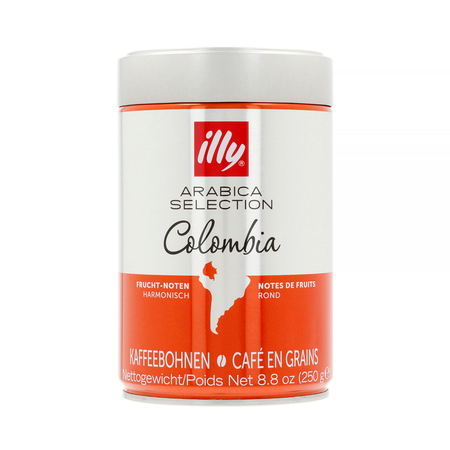 illy®
ARABICA
SELECTION
Colombia
FRUCHT-NOTEN
HARMONISCH
NOTES DE FRUITS
ROND
KAFFEEBOHNEN CAFÉ EN GRAINS
Nettogewicht/Poids Net 8.8 oz (250 g